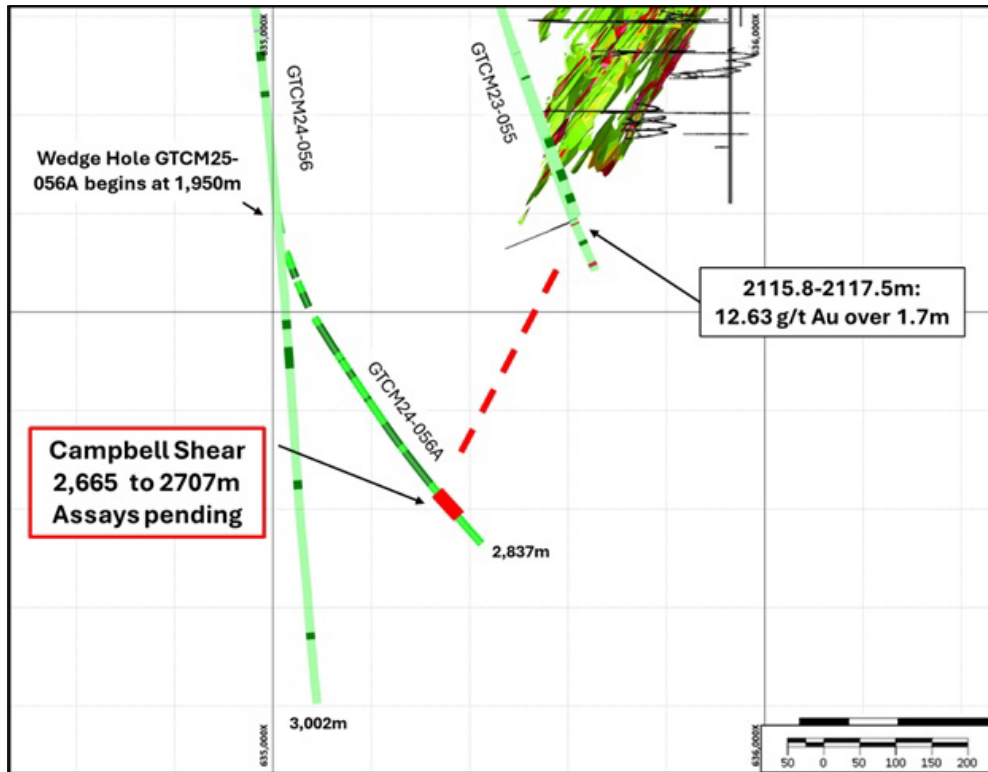 635,000X
636,000X
GTCM24-056
GTCM23-055
Wedge Hole GTCM25-
056A begins at 1,950m
2115.8-2117.5m:
12.63 g/t Au over 1.7m
GTCM24-056A
Campbell Shear
2,665 to 2707m
Assays pending
2,837m
3,002m
635,000X
636,000X
50 0 50 100 150 200